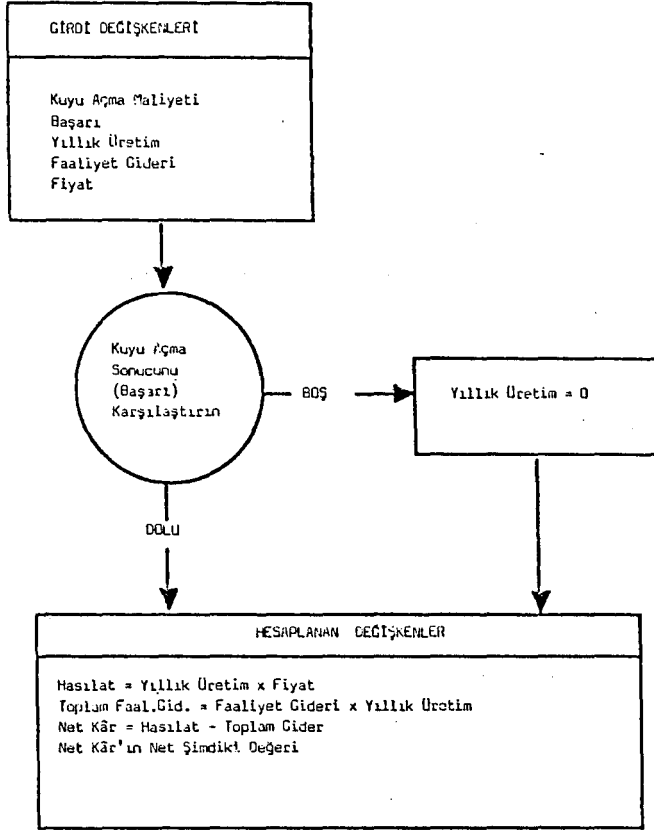 GİRDİ DEĞİŞKENLERİ
Kuyu Açma Maliyeti
Başarı
Yıllık Üretim
Faaliyet Gideri
Fiyat
Kuyu Açma
Sonucunu
(Başarı)
Karşılaştırın
BOŞ
Yıllık Üretim = 0
DOLU
HESAPLANAN DEĞİŞKENLER
Hasılat = Yıllık Üretim x Fiyat
Toplam Faal.Gid. = Faaliyet Gideri x Yıllık Üretim
Net Kâr = Hasılat - Toplam Gider
Net Kâr'ın Net Şimdiki Değeri